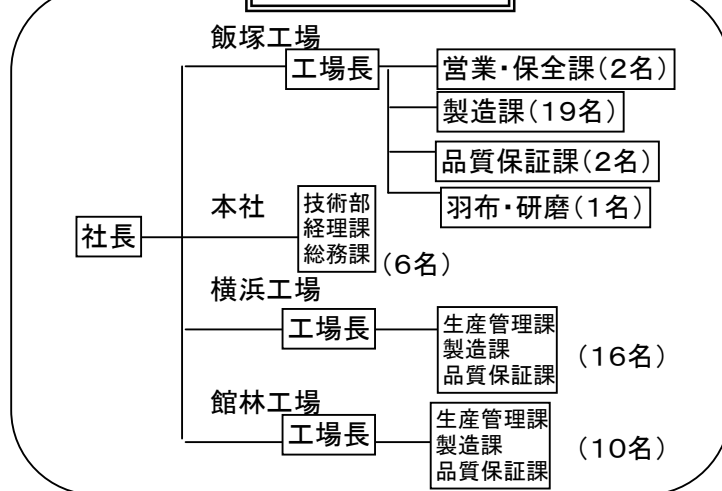 飯塚工場
工場長
営業・保全課(2名)
製造課(19名)
品質保証課(2名)
羽布・研磨(1名)
社長
本社
技術部
経理課
総務課
(6名)
横浜工場
工場長
生産管理課
製造課
品質保証課
(16名)
館林工場
工場長
生産管理課
製造課
品質保証課
(10名)